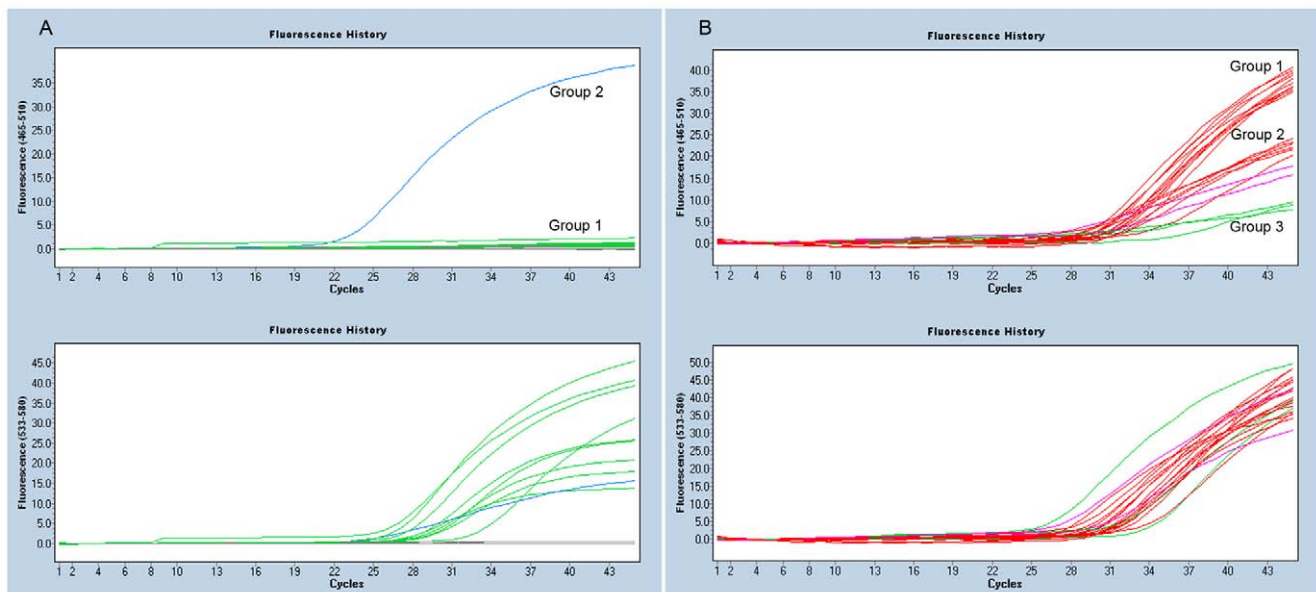 A
Fluorescence History
Fluorescence (465-510)
35.0
30.0
25.0
20.0
15.0
10.0
5.0
0.0
Group 2
Group 1
1 2 4 6 8 10 13 16 19 22 25 28 31 34 37 40 43
Cycles
Fluorescence History
Fluorescence (533-580)
45.0
40.0
35.0
30.0
25.0
20.0
15.0
10.0
5.0
0.0
1 2 4 6 8 10 13 16 19 22 25 28 31 34 37 40 43
Cycles
B
Fluorescence History
Fluorescence (465-510)
40.0
35.0
30.0
25.0
20.0
15.0
10.0
5.0
0.0
Group 1
Group 2
Group 3
1 2 4 6 8 10 13 16 19 22 25 28 31 34 37 40 43
Cycles
Fluorescence History
Fluorescence (533-580)
50.0
45.0
40.0
35.0
30.0
25.0
20.0
15.0
10.0
5.0
0.0
1 2 4 6 8 10 13 16 19 22 25 28 31 34 37 40 43
Cycles